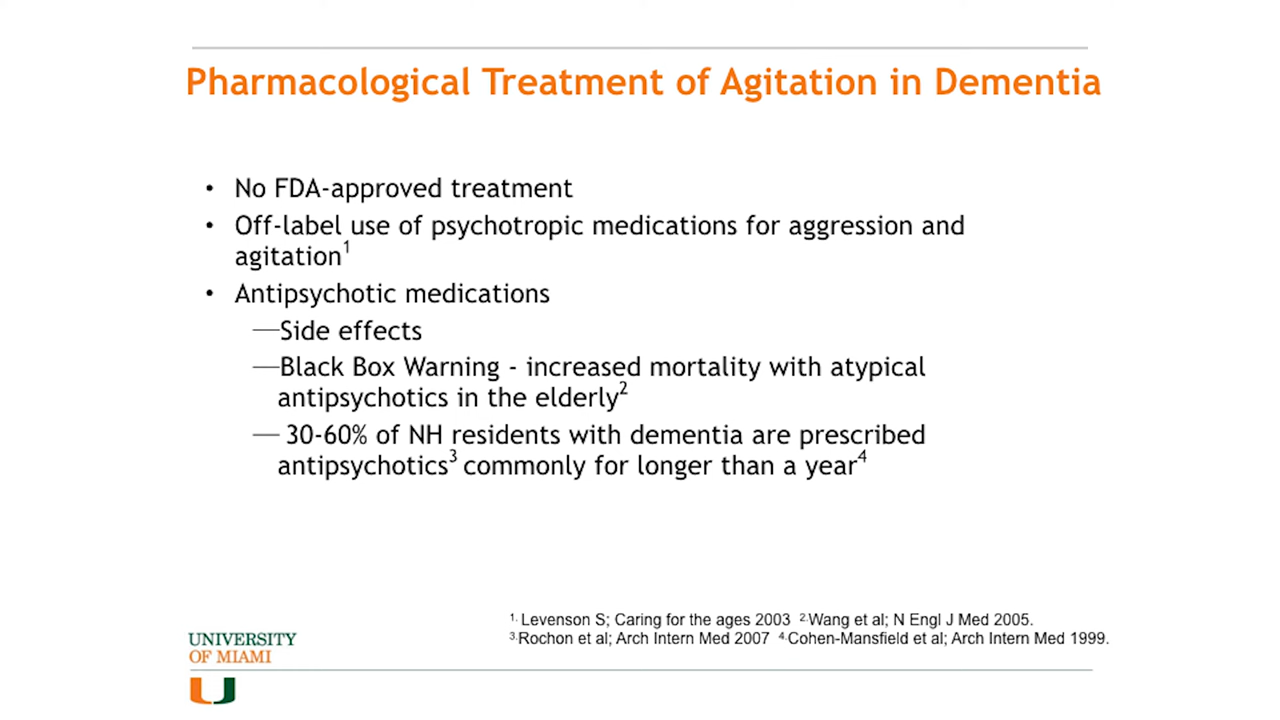 Pharmacological Treatment of Agitation in Dementia
• No FDA-approved treatment
• Off-label use of psychotropic medications for aggression and
agitation¹
• Antipsychotic medications
—Side effects
—Black Box Warning - increased mortality with atypical
antipsychotics in the elderly²
— 30-60% of NH residents with dementia are prescribed
antipsychotics³ commonly for longer than a year⁴
¹· Levenson S; Caring for the ages 2003 ²·Wang et al; N Engl J Med 2005.
³·Rochon et al; Arch Intern Med 2007 ⁴·Cohen-Mansfield et al; Arch Intern Med 1999.
UNIVERSITY
OF MIAMI
U